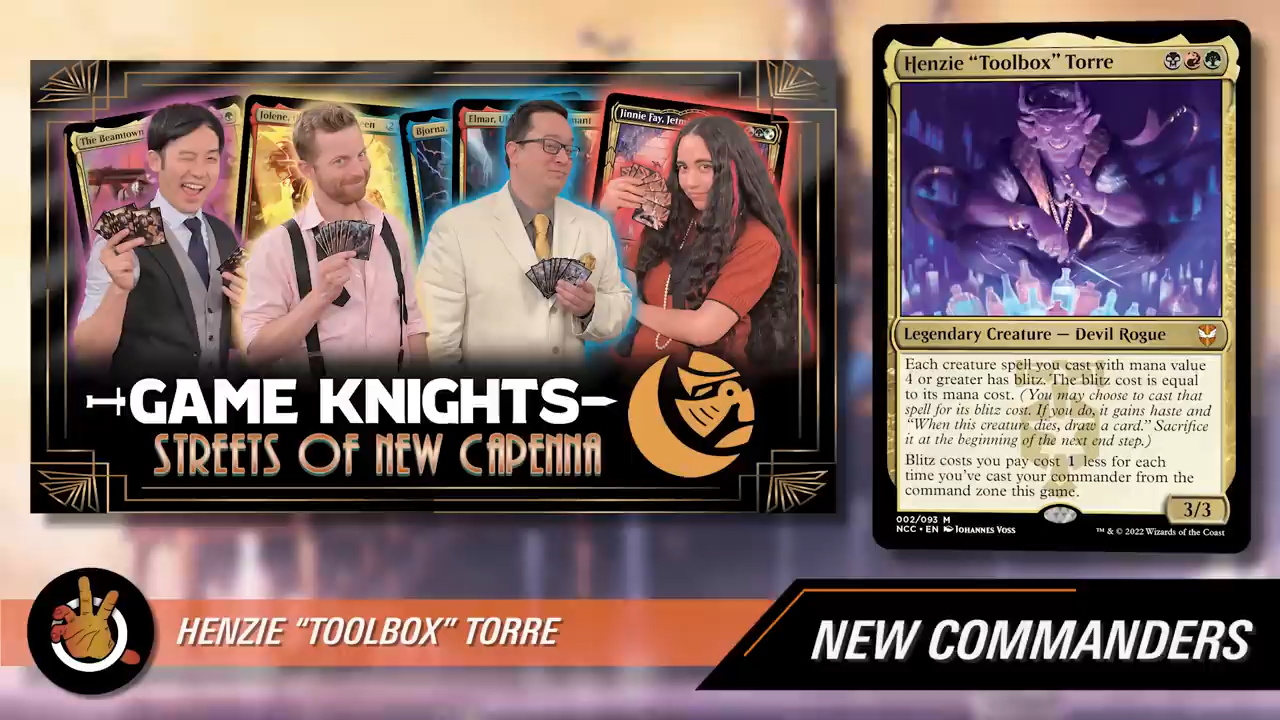 The Beamtown
Jolene,
een
Bjorna,
Elmar, U
nant
Jinnie Fay, Jetm
GAME KNIGHTS
STREETS OF NEW CAPENNA
Henzie “Toolbox” Torre
Legendary Creature — Devil Rogue
Each creature spell you cast with mana value
4 or greater has blitz. The blitz cost is equal
to its mana cost. (You may choose to cast that
spell for its blitz cost. If you do, it gains haste and
“When this creature dies, draw a card.” Sacrifice
it at the beginning of the next end step.)
Blitz costs you pay cost 1 less for each
time you’ve cast your commander from the
command zone this game.
3/3
002/093 M
NCC • EN Johannes Voss
™ & © 2022 Wizards of the Coast
HENZIE “TOOLBOX” TORRE
NEW COMMANDERS